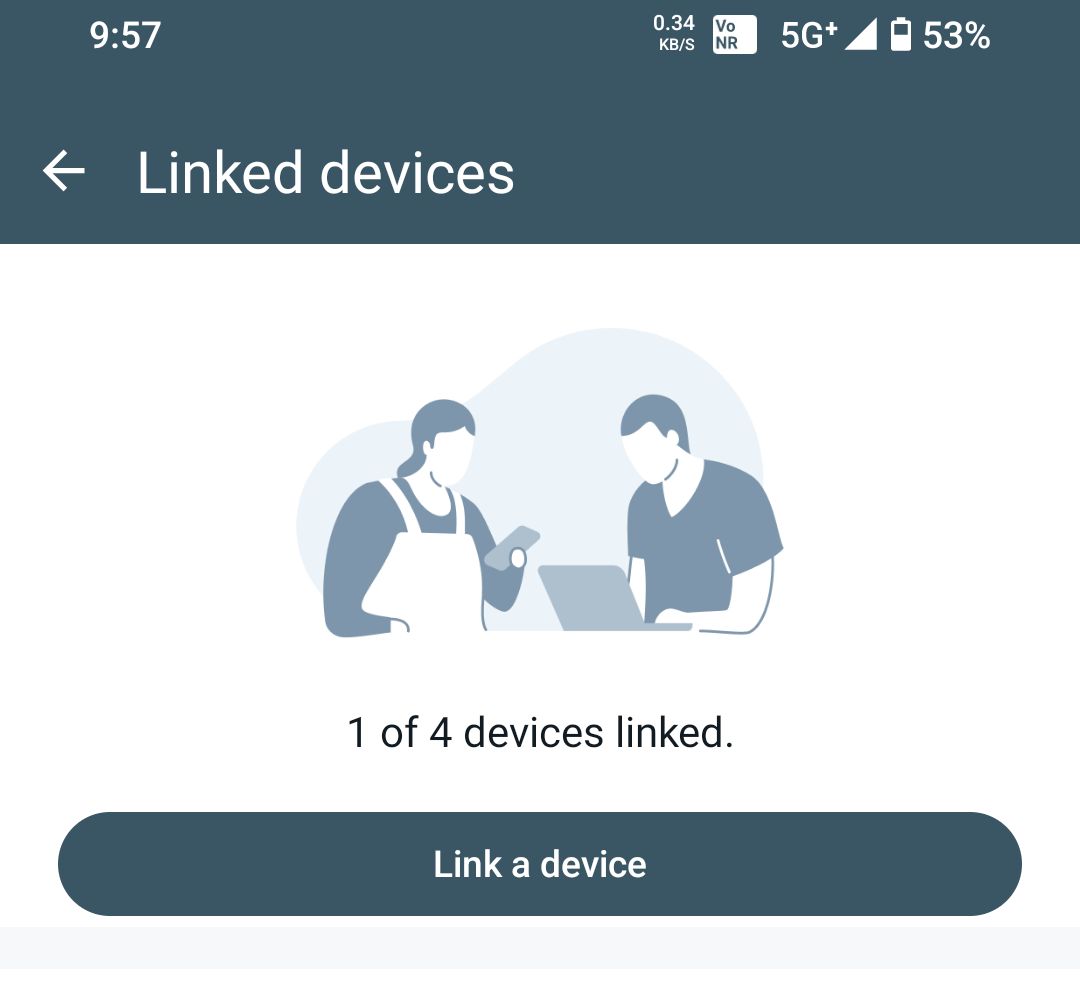 9:57
0.34
KB/S
Vo
NR
5G+
53%
Linked devices
1 of 4 devices linked.
Link a device